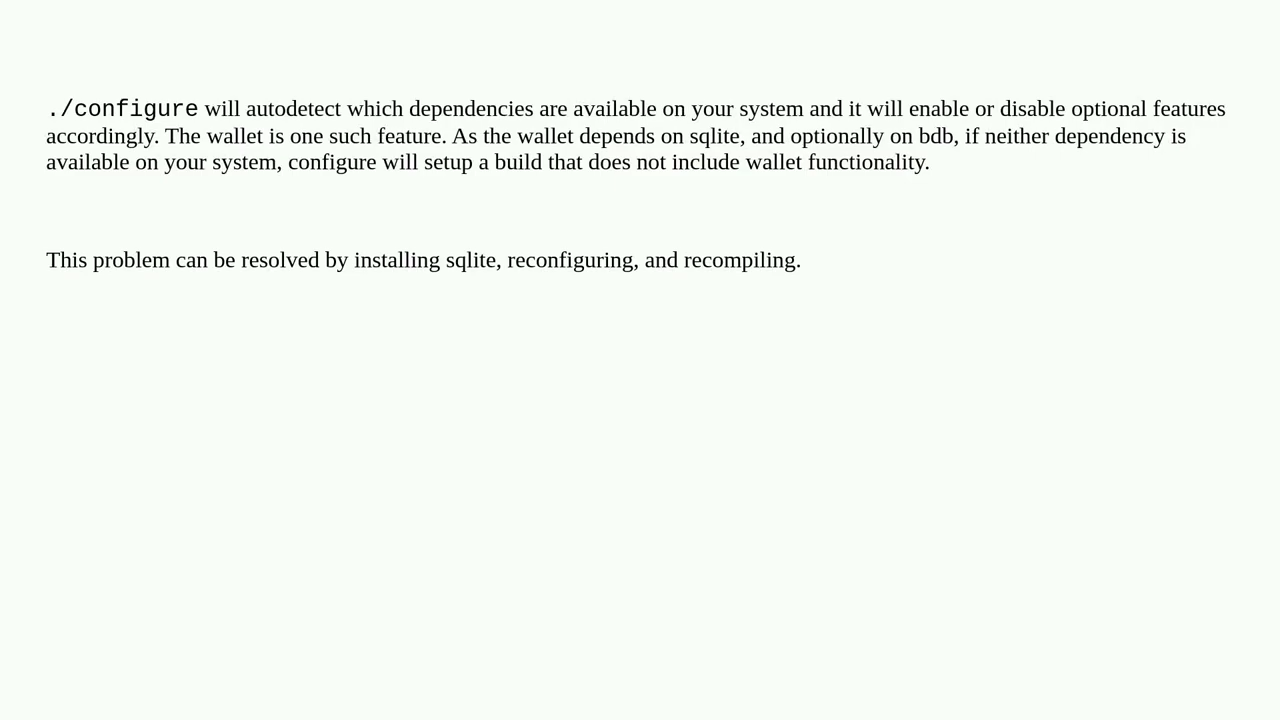 ./configure will autodetect which dependencies are available on your system and it will enable or disable optional features
accordingly. The wallet is one such feature. As the wallet depends on sqlite, and optionally on bdb, if neither dependency is
available on your system, configure will setup a build that does not include wallet functionality.
This problem can be resolved by installing sqlite, reconfiguring, and recompiling.